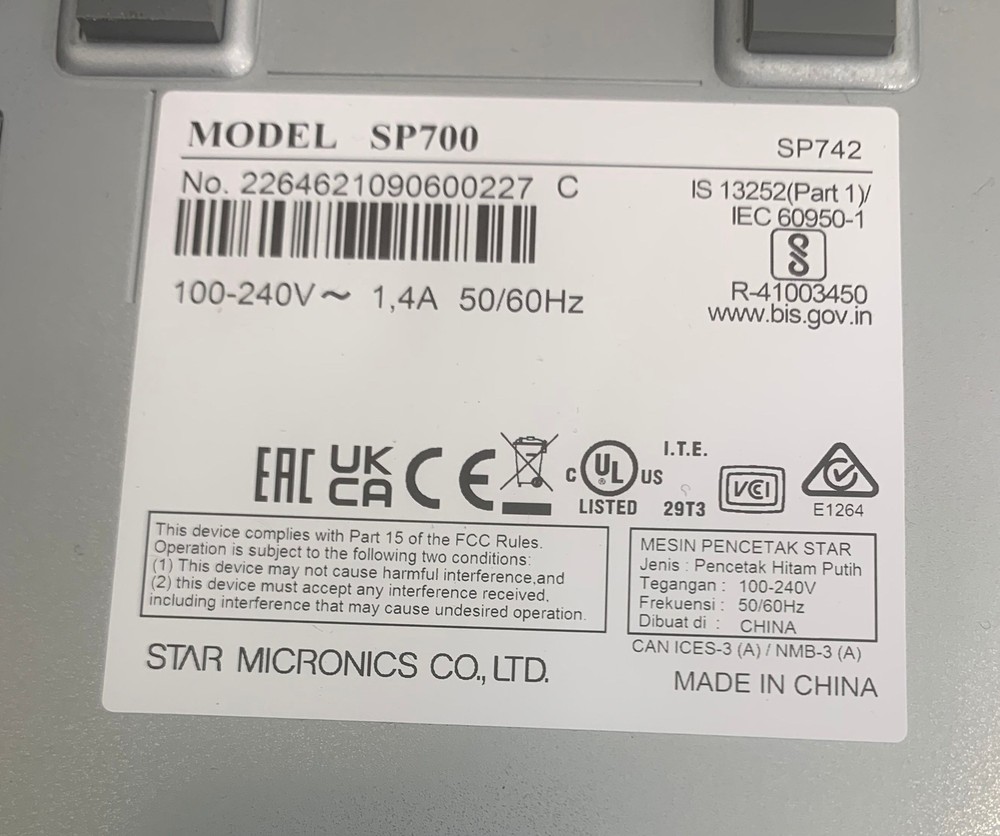 MODEL SP700
SP742
No. 2264621090600227 C
IS 13252(Part 1)/
IEC 60950-1
R-41003450
www.bis.gov.in
100-240V～ 1,4A 50/60Hz
EAC UK CA CE
c UL ® US
LISTED
I.T.E.
29T3
VCI
E1264
This device complies with Part 15 of the FCC Rules.
Operation is subject to the following two conditions:
(1) This device may not cause harmful interference,and
(2) this device must accept any interference received,
including interference that may cause undesired operation.
MESIN PENCETAK STAR
Jenis : Pencetak Hitam Putih
Tegangan : 100-240V
Frekuensi : 50/60Hz
Dibuat di : CHINA
CAN ICES-3 (A) / NMB-3 (A)
STAR MICRONICS CO., LTD.
MADE IN CHINA